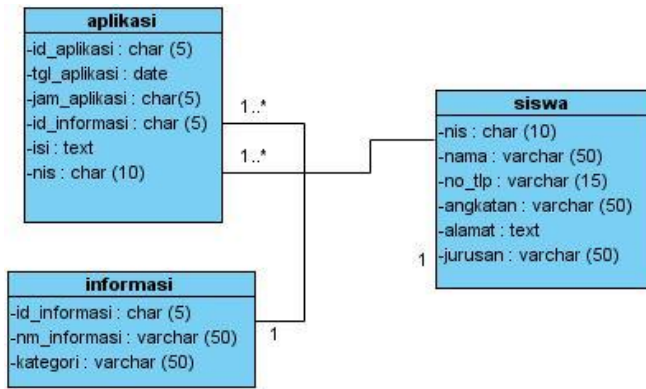 aplikasi
-id_aplikasi : char (5)
-tgl_aplikasi : date
-jam_aplikasi : char(5)
-id_informasi : char (5)
-isi : text
-nis : char (10)
1..*
1..*
siswa
-nis : char (10)
-nama : varchar (50)
-no_tlp : varchar (15)
-angkatan : varchar (50)
-alamat : text
-jurusan : varchar (50)
1
informasi
-id_informasi : char (5)
-nm_informasi : varchar (50)
-kategori : varchar (50)
1